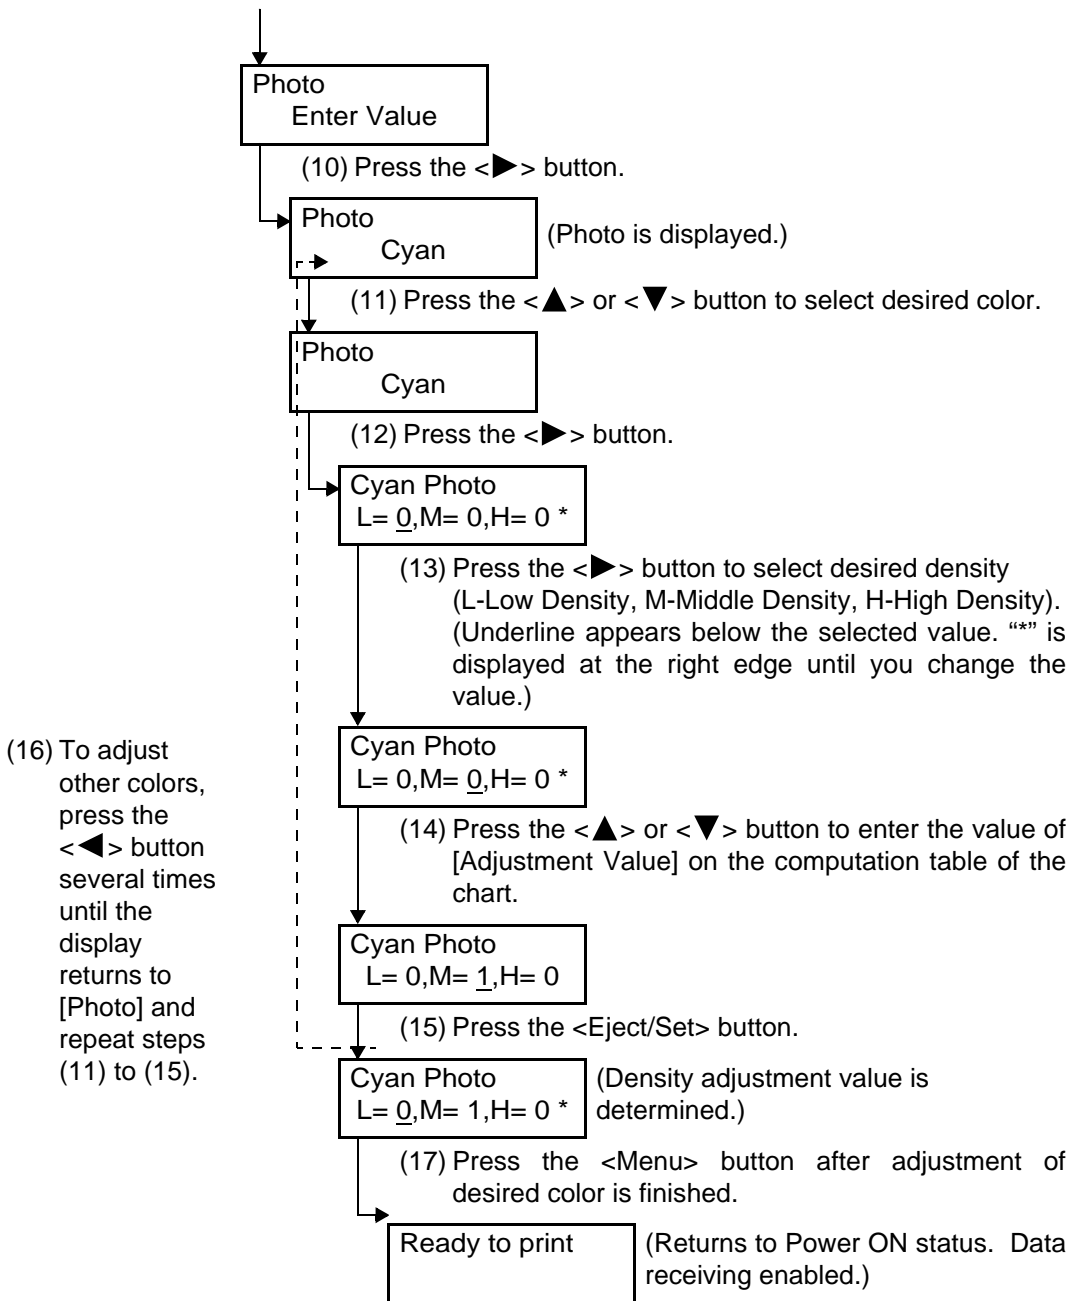 Photo
Enter Value
(10) Press the <▶> button.
Photo
Cyan
(Photo is displayed.)
(11) Press the <▲> or <▼> button to select desired color.
Photo
Cyan
(12) Press the <▶> button.
Cyan Photo
L= 0,M= 0,H= 0 *
(13) Press the <▶> button to select desired density
(L-Low Density, M-Middle Density, H-High Density).
(Underline appears below the selected value. “*” is
displayed at the right edge until you change the
value.)
Cyan Photo
L= 0,M= 0,H= 0 *
(14) Press the <▲> or <▼> button to enter the value of
[Adjustment Value] on the computation table of the
chart.
Cyan Photo
L= 0,M= 1,H= 0
(15) Press the <Eject/Set> button.
(16) To adjust
other colors,
press the
<◀> button
several times
until the
display
returns to
[Photo] and
repeat steps
(11) to (15).
Cyan Photo
L= 0,M= 1,H= 0 *
(Density adjustment value is
determined.)
(17) Press the <Menu> button after adjustment of
desired color is finished.
Ready to print
(Returns to Power ON status. Data
receiving enabled.)